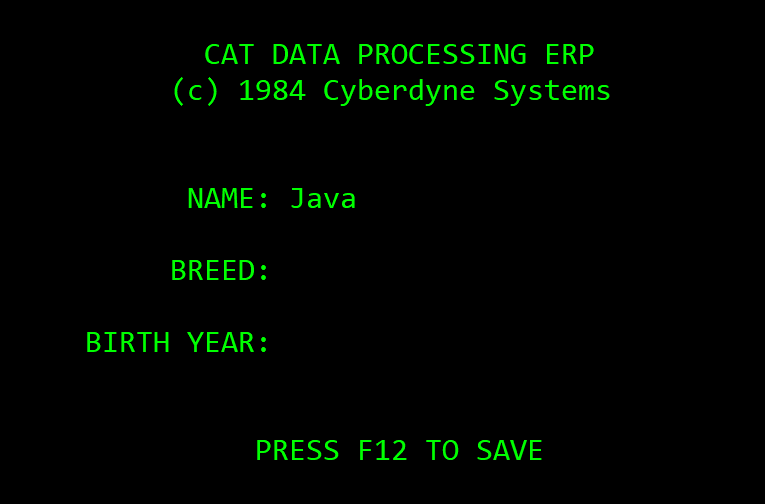 CAT DATA PROCESSING ERP
(c) 1984 Cyberdyne Systems
NAME: Java
BREED:
BIRTH YEAR:
PRESS F12 TO SAVE